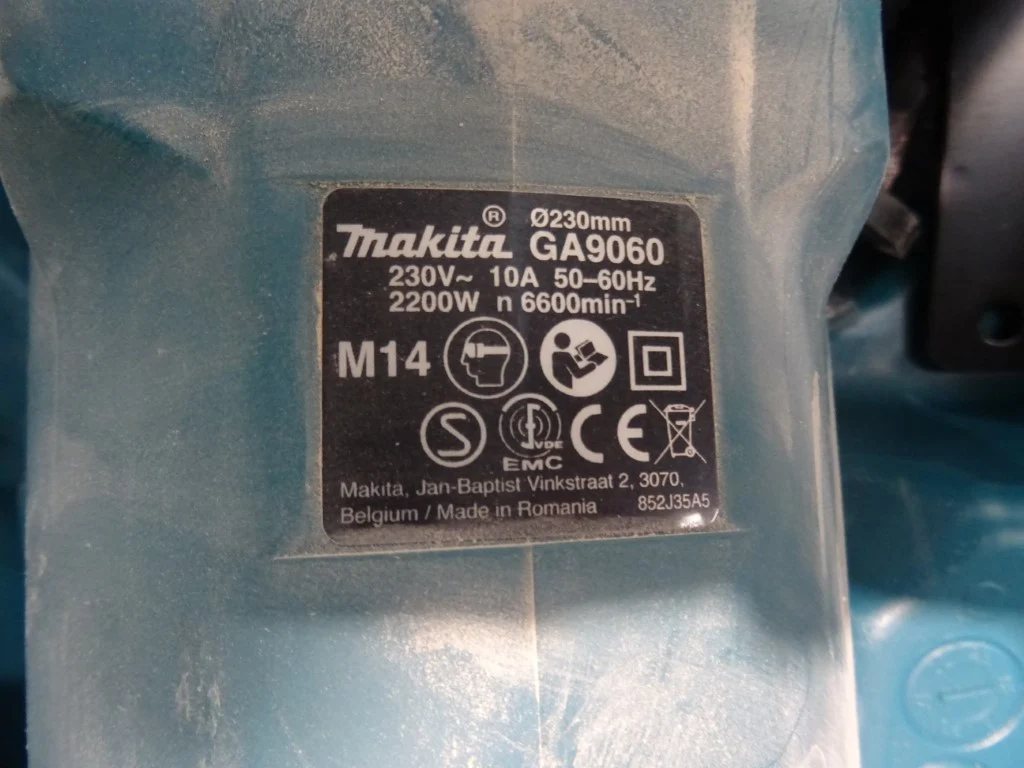 ® Ø230mm
Makita GA9060
230V~ 10A 50–60Hz
2200W n 6600min⁻¹
M14
S VDE CE
EMC
Makita, Jan-Baptist Vinkstraat 2, 3070,
Belgium / Made in Romania 852J35A5